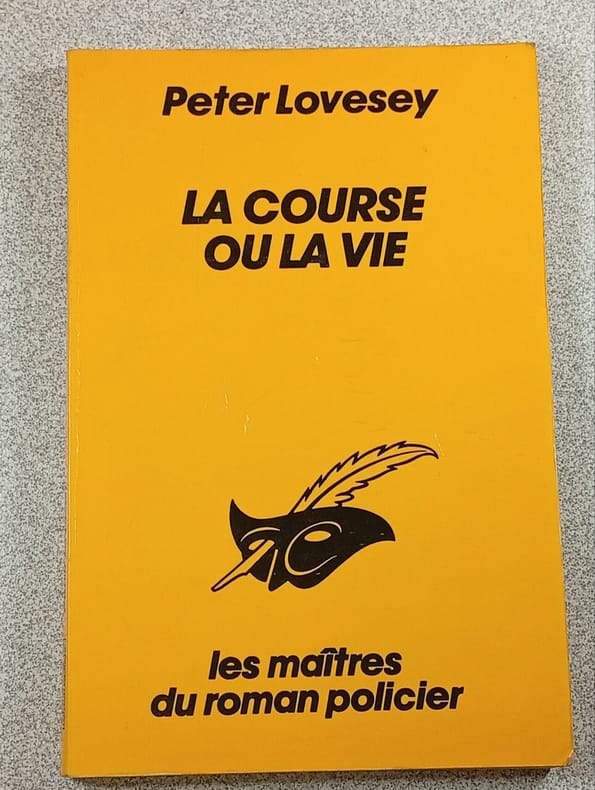 Peter Lovesey
LA COURSE
OU LA VIE
les maîtres
du roman policier